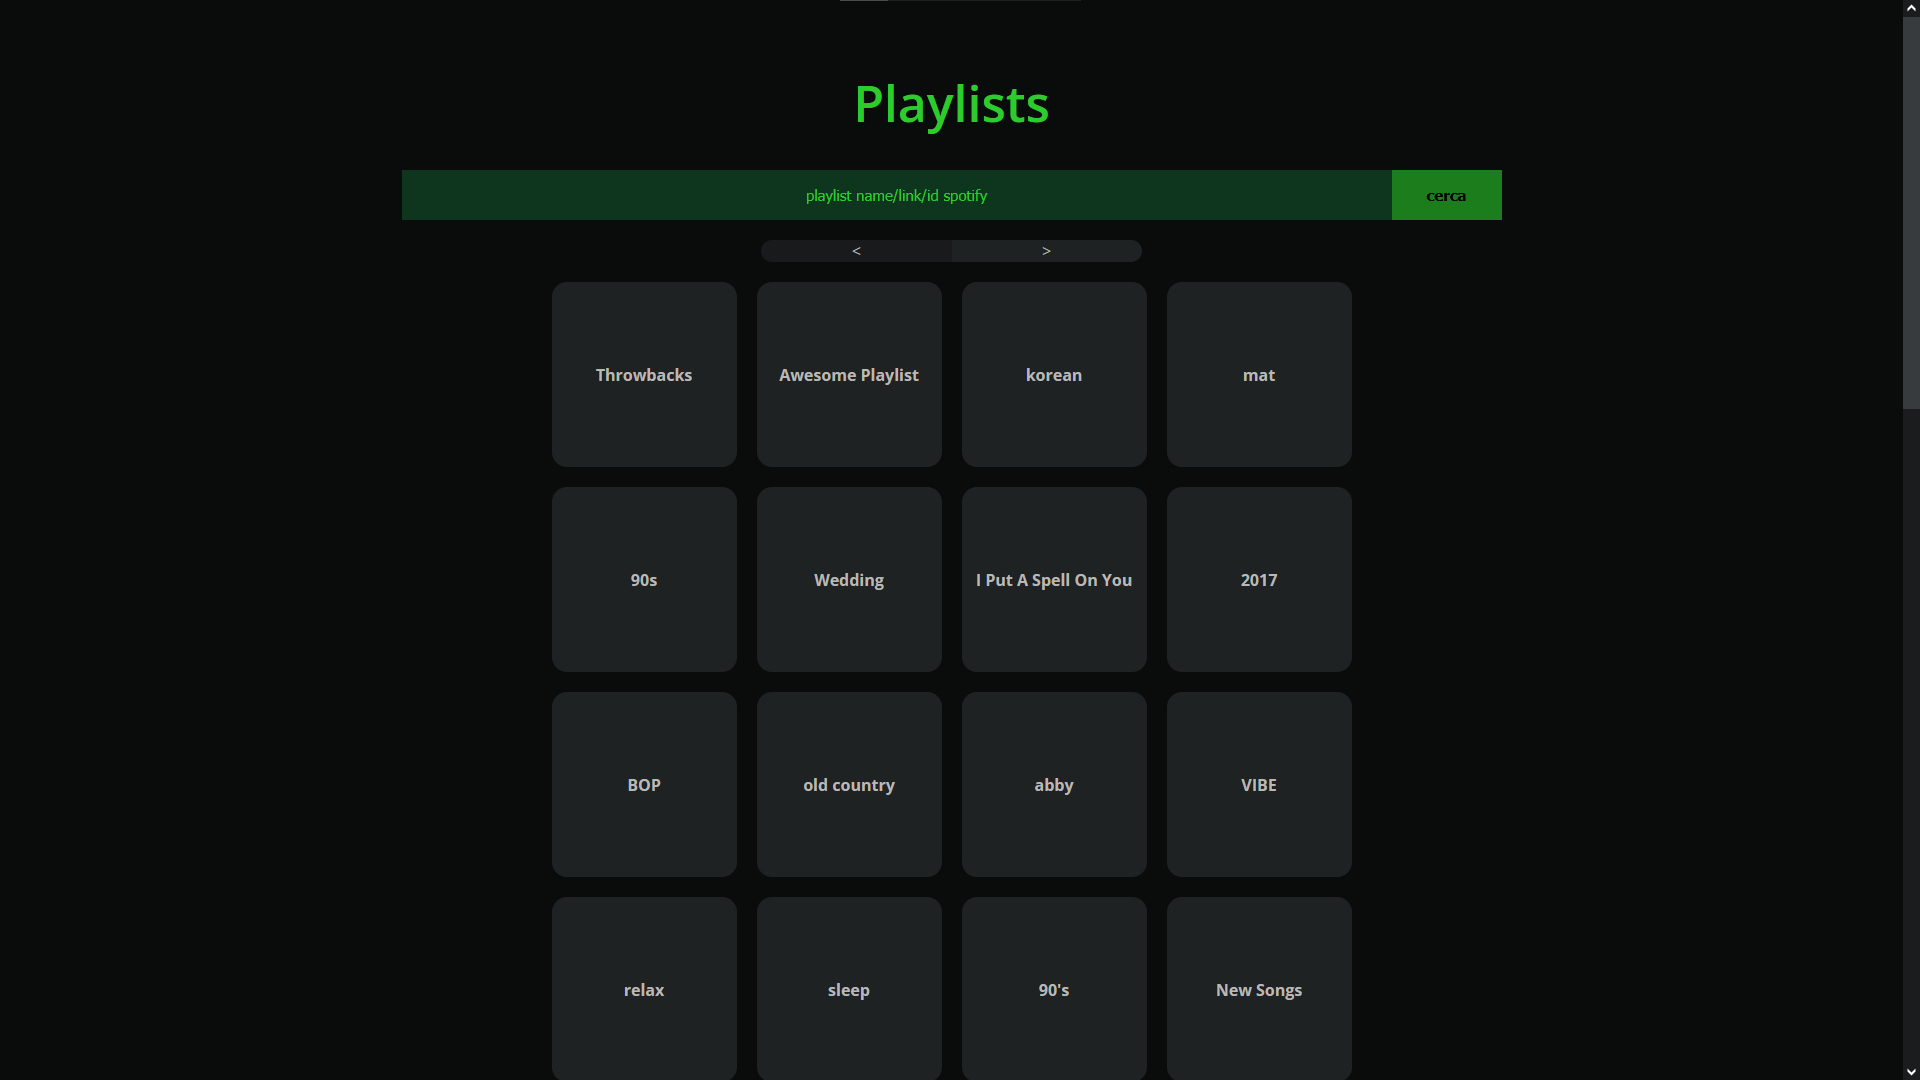 Playlists
playlist name/link/id spotify
cerca
< >
Throwbacks
Awesome Playlist
korean
mat
90s
Wedding
I Put A Spell On You
2017
BOP
old country
abby
VIBE
relax
sleep
90's
New Songs